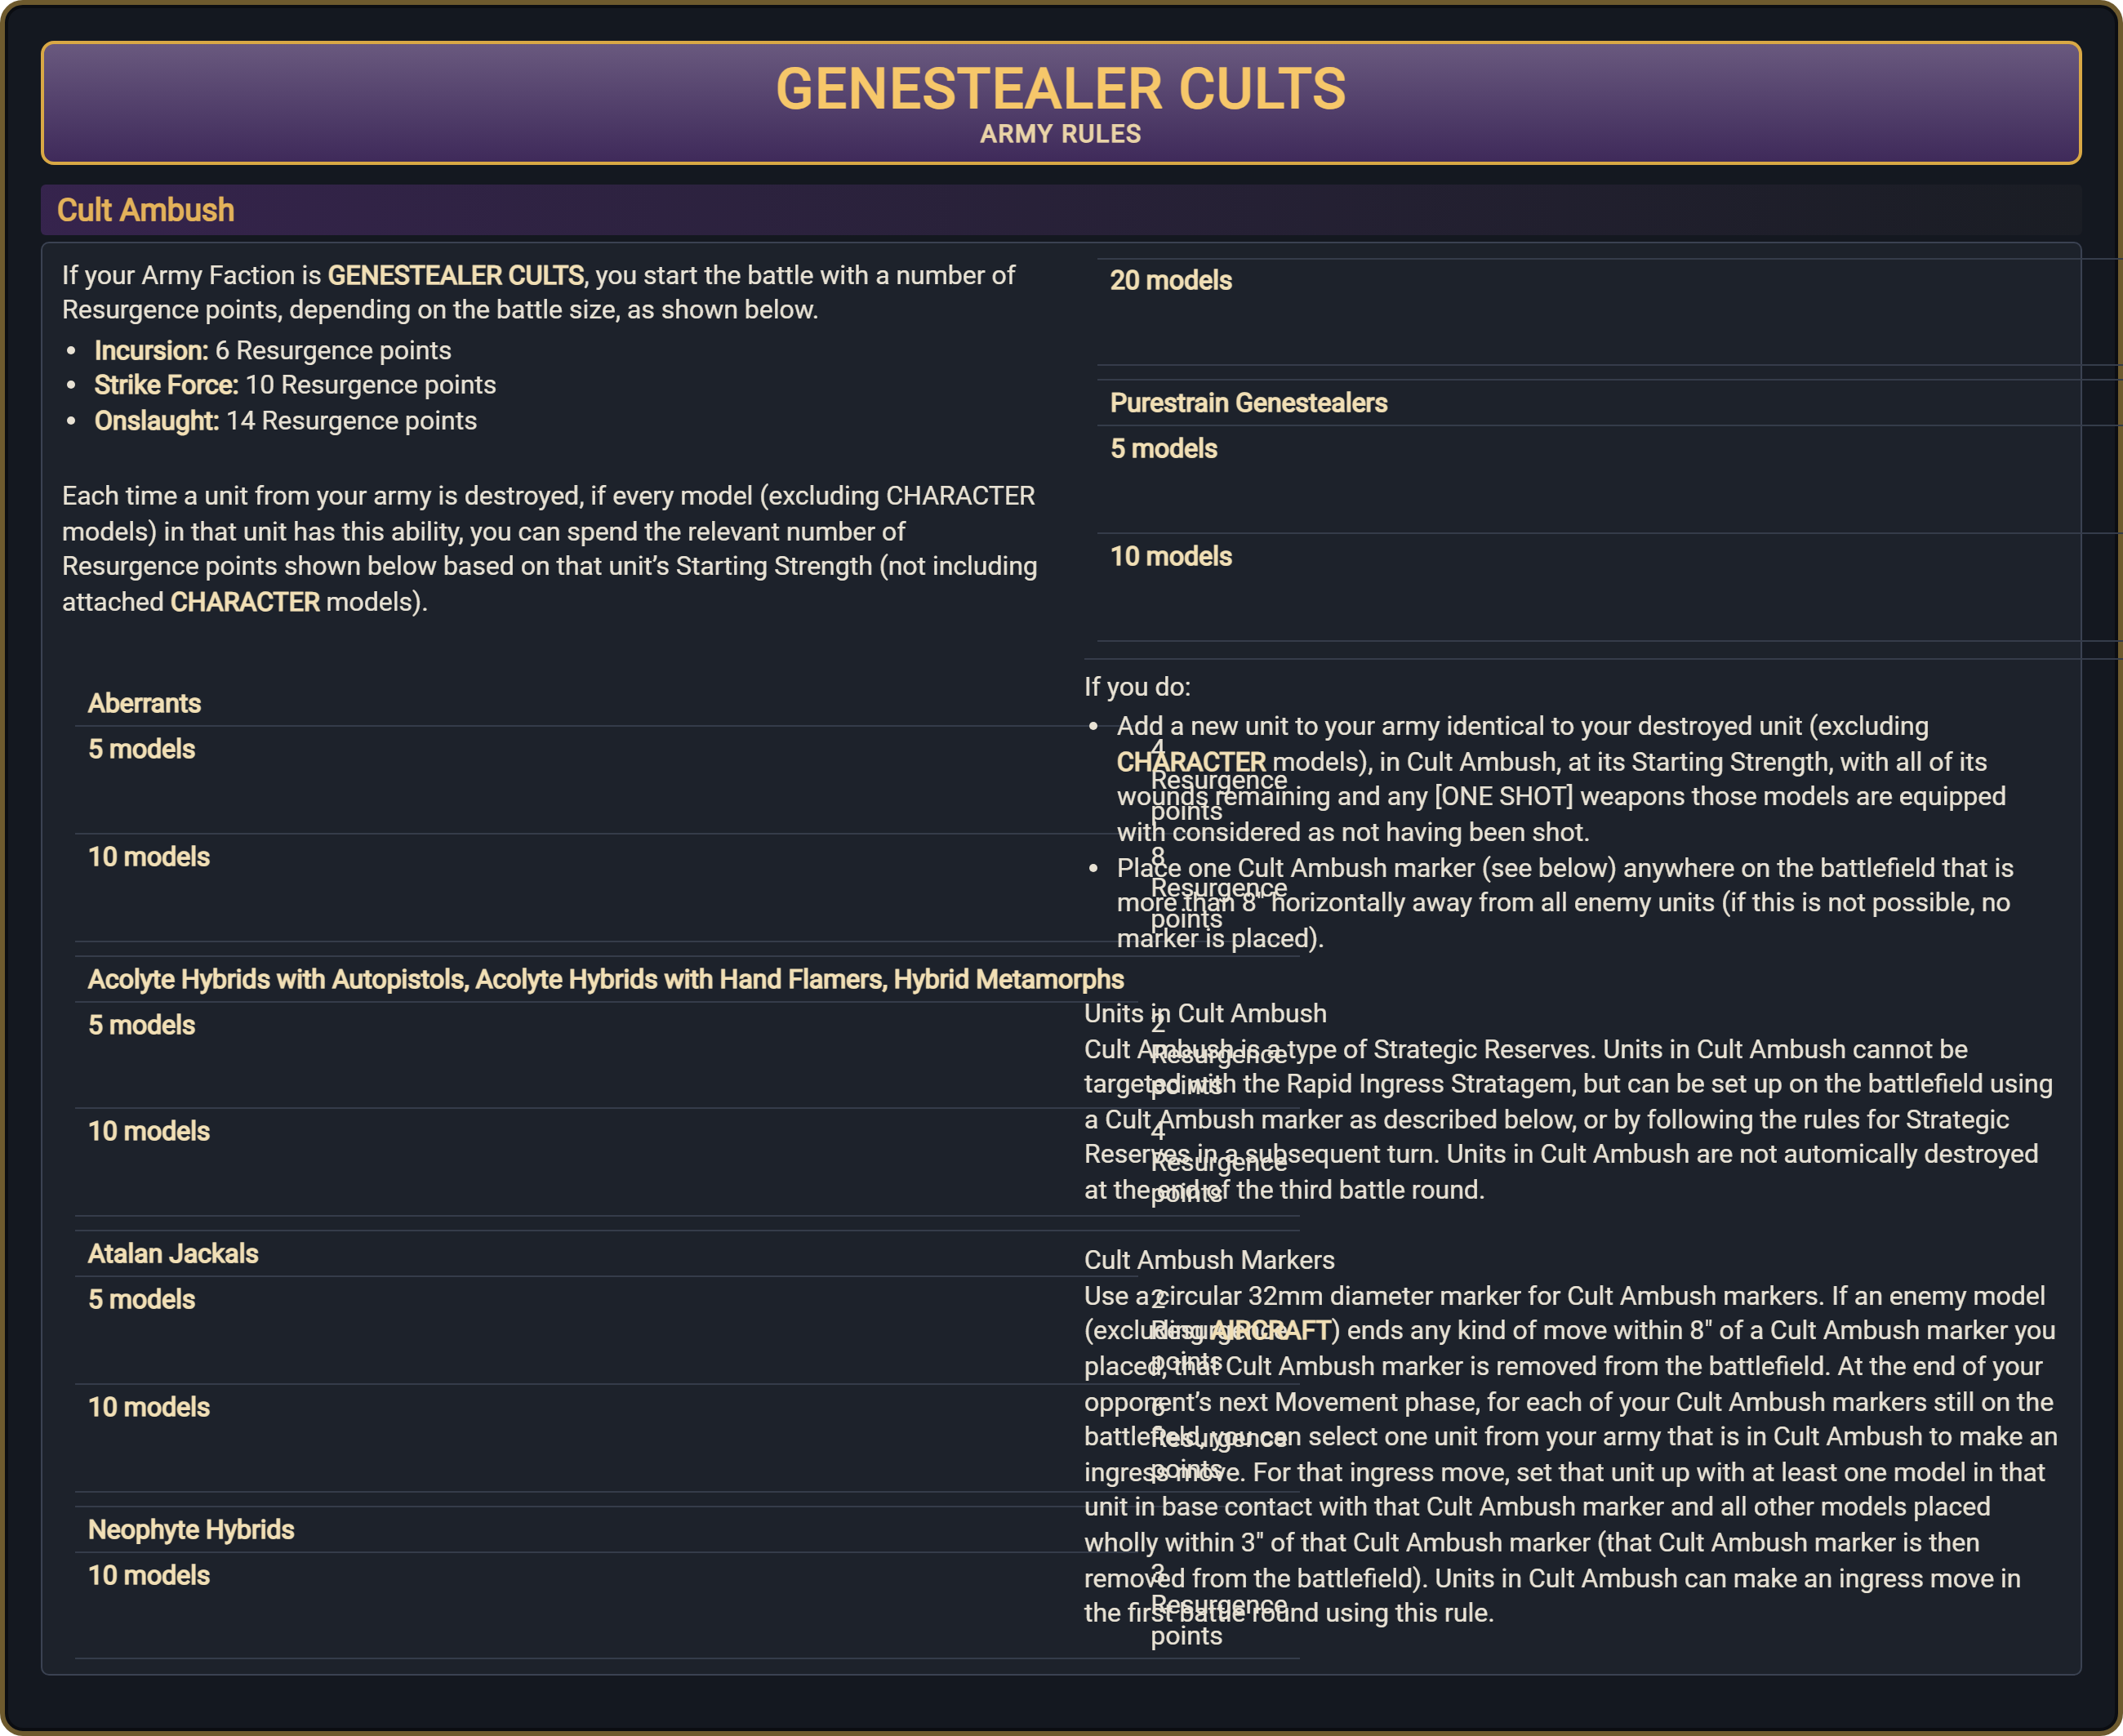 GENESTEALER CULTS
ARMY RULES
Cult Ambush
If your Army Faction is GENESTEALER CULTS, you start the battle with a number of
Resurgence points, depending on the battle size, as shown below.
• Incursion: 6 Resurgence points
• Strike Force: 10 Resurgence points
• Onslaught: 14 Resurgence points
Each time a unit from your army is destroyed, if every model (excluding CHARACTER
models) in that unit has this ability, you can spend the relevant number of
Resurgence points shown below based on that unit’s Starting Strength (not including
attached CHARACTER models).
Aberrants
5 models
4
Resurgence
points
10 models
8
Resurgence
points
Acolyte Hybrids with Autopistols, Acolyte Hybrids with Hand Flamers, Hybrid Metamorphs
5 models
2
Resurgence
points
10 models
4
Resurgence
points
Atalan Jackals
5 models
2
Resurgence
points
10 models
6
Resurgence
points
Neophyte Hybrids
10 models
3
Resurgence
points
20 models
Purestrain Genestealers
5 models
10 models
If you do:
• Add a new unit to your army identical to your destroyed unit (excluding
CHARACTER models), in Cult Ambush, at its Starting Strength, with all of its
wounds remaining and any [ONE SHOT] weapons those models are equipped
with considered as not having been shot.
• Place one Cult Ambush marker (see below) anywhere on the battlefield that is
more than 8" horizontally away from all enemy units (if this is not possible, no
marker is placed).
Units in Cult Ambush
Cult Ambush is a type of Strategic Reserves. Units in Cult Ambush cannot be
targeted with the Rapid Ingress Stratagem, but can be set up on the battlefield using
a Cult Ambush marker as described below, or by following the rules for Strategic
Reserves in a subsequent turn. Units in Cult Ambush are not automically destroyed
at the end of the third battle round.
Cult Ambush Markers
Use a circular 32mm diameter marker for Cult Ambush markers. If an enemy model
(excluding AIRCRAFT) ends any kind of move within 8" of a Cult Ambush marker you
placed, that Cult Ambush marker is removed from the battlefield. At the end of your
opponent’s next Movement phase, for each of your Cult Ambush markers still on the
battlefield, you can select one unit from your army that is in Cult Ambush to make an
ingress move. For that ingress move, set that unit up with at least one model in that
unit in base contact with that Cult Ambush marker and all other models placed
wholly within 3" of that Cult Ambush marker (that Cult Ambush marker is then
removed from the battlefield). Units in Cult Ambush can make an ingress move in
the first battle round using this rule.